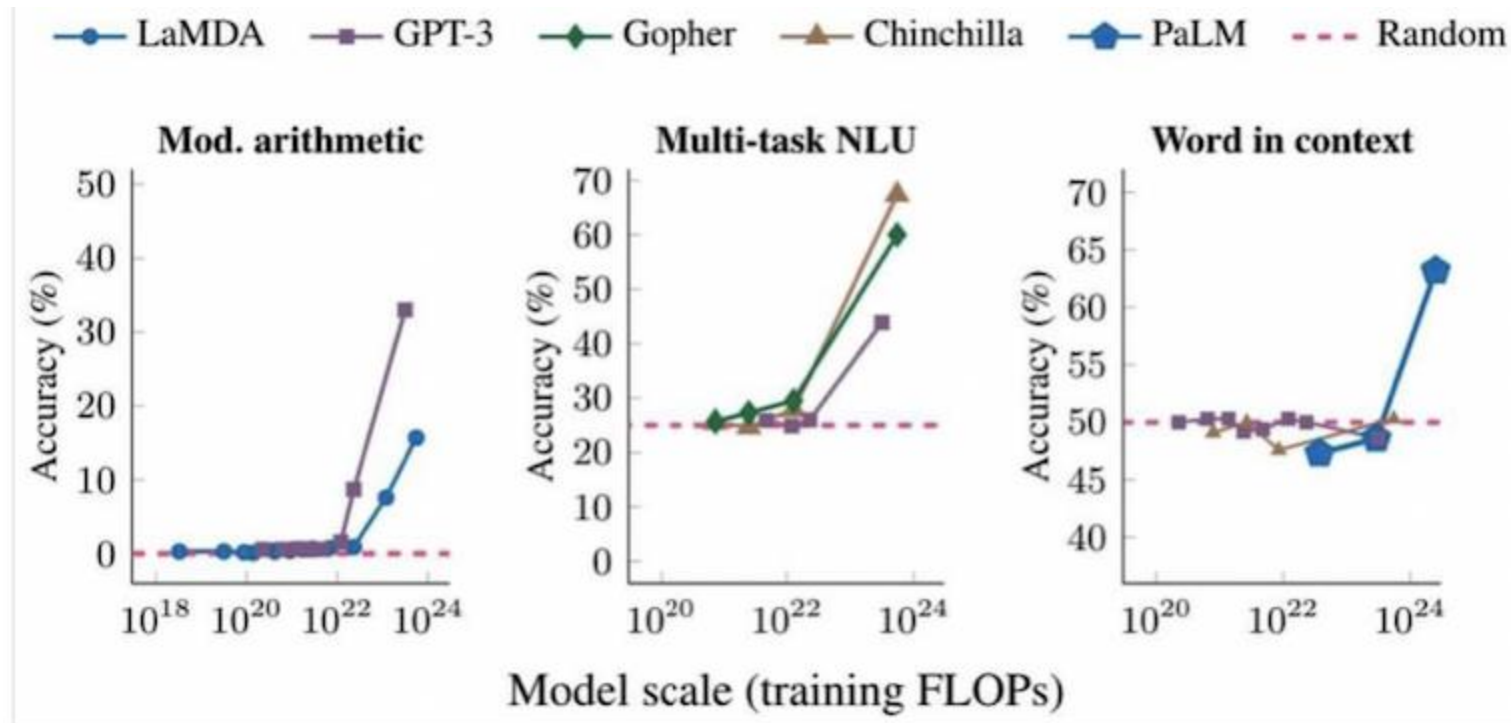 LaMDA GPT-3 Gopher Chinchilla PaLM Random
Mod. arithmetic
Accuracy (%)
50
40
30
20
10
0
10^18 10^20 10^22 10^24
Multi-task NLU
Accuracy (%)
70
60
50
40
30
20
10
0
10^20 10^22 10^24
Word in context
Accuracy (%)
70
65
60
55
50
45
40
10^20 10^22 10^24
Model scale (training FLOPs)